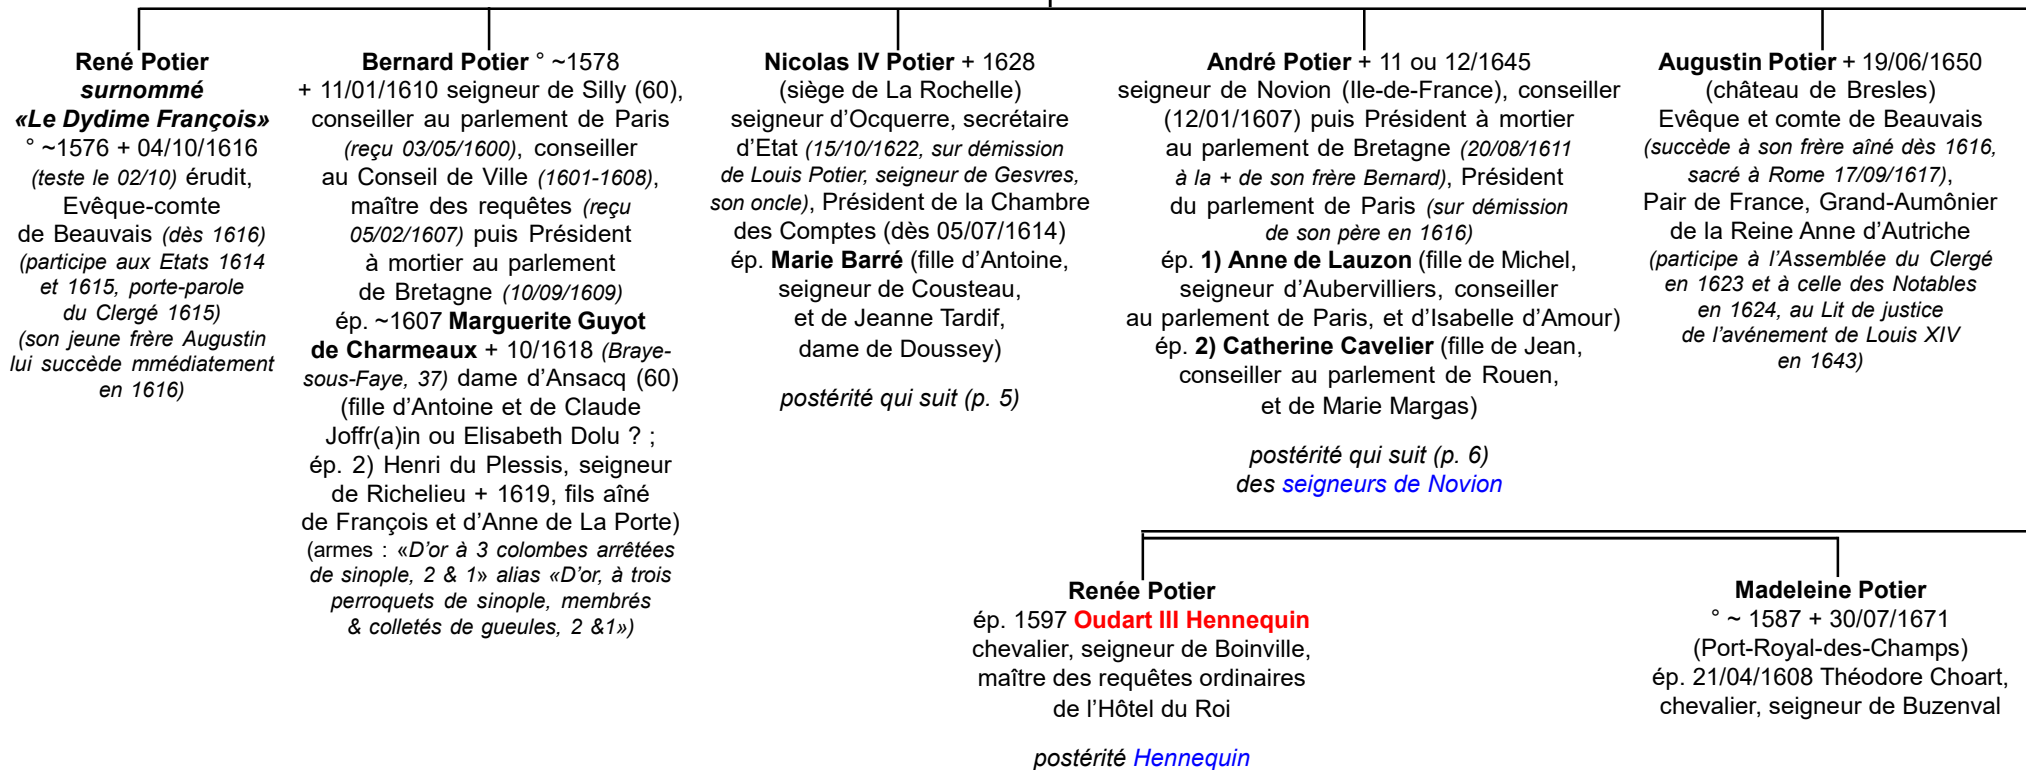 René Potier
surnommé
«Le Dydime François»
° ~1576 + 04/10/1616
(teste le 02/10) érudit,
Evêque-comte
de Beauvais (dès 1616)
(participe aux Etats 1614
et 1615, porte-parole
du Clergé 1615)
(son jeune frère Augustin
lui succède mmédiatement
en 1616)
Bernard Potier ° ~1578
+ 11/01/1610 seigneur de Silly (60),
conseiller au parlement de Paris
(reçu 03/05/1600), conseiller
au Conseil de Ville (1601-1608),
maître des requêtes (reçu
05/02/1607) puis Président
à mortier au parlement
de Bretagne (10/09/1609)
ép. ~1607 Marguerite Guyot
de Charmeaux + 10/1618 (Braye-
sous-Faye, 37) dame d'Ansacq (60)
(fille d'Antoine et de Claude
Joffr(a)in ou Elisabeth Dolu ? ;
ép. 2) Henri du Plessis, seigneur
de Richelieu + 1619, fils aîné
de François et d'Anne de La Porte)
(armes : «D'or à 3 colombes arrêtées
de sinople, 2 & 1» alias «D'or, à trois
perroquets de sinople, membrés
& colletés de gueules, 2 &1»)
Nicolas IV Potier + 1628
(siège de La Rochelle)
seigneur d'Ocquerre, secrétaire
d'Etat (15/10/1622, sur démission
de Louis Potier, seigneur de Gesvres,
son oncle), Président de la Chambre
des Comptes (dès 05/07/1614)
ép. Marie Barré (fille d'Antoine,
seigneur de Cousteau,
et de Jeanne Tardif,
dame de Doussey)
postérité qui suit (p. 5)
André Potier + 11 ou 12/1645
seigneur de Novion (Ile-de-France), conseiller
(12/01/1607) puis Président à mortier
au parlement de Bretagne (20/08/1611
à la + de son frère Bernard), Président
du parlement de Paris (sur démission
de son père en 1616)
ép. 1) Anne de Lauzon (fille de Michel,
seigneur d'Aubervilliers, conseiller
au parlement de Paris, et d'Isabelle d'Amour)
ép. 2) Catherine Cavelier (fille de Jean,
conseiller au parlement de Rouen,
et de Marie Margas)
postérité qui suit (p. 6)
des seigneurs de Novion
Augustin Potier + 19/06/1650
(château de Bresles)
Evêque et comte de Beauvais
(succède à son frère aîné dès 1616,
sacré à Rome 17/09/1617),
Pair de France, Grand-Aumônier
de la Reine Anne d'Autriche
(participe à l'Assemblée du Clergé
en 1623 et à celle des Notables
en 1624, au Lit de justice
de l'avénement de Louis XIV
en 1643)
Renée Potier
ép. 1597 Oudart III Hennequin
chevalier, seigneur de Boinville,
maître des requêtes ordinaires
de l'Hôtel du Roi
postérité Hennequin
Madeleine Potier
° ~ 1587 + 30/07/1671
(Port-Royal-des-Champs)
ép. 21/04/1608 Théodore Choart,
chevalier, seigneur de Buzenval